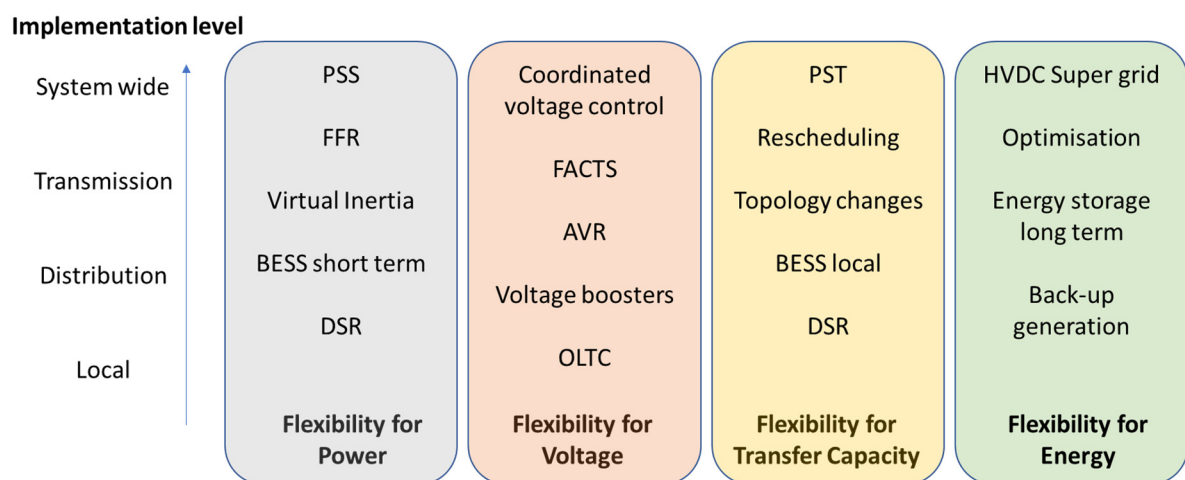 Implementation level
System wide
Transmission
Distribution
Local
PSS
FFR
Virtual Inertia
BESS short term
DSR
Flexibility for
Power
Coordinated
voltage control
FACTS
AVR
Voltage boosters
OLTC
Flexibility for
Voltage
PST
Rescheduling
Topology changes
BESS local
DSR
Flexibility for
Transfer Capacity
HVDC Super grid
Optimisation
Energy storage
long term
Back-up
generation
Flexibility for
Energy